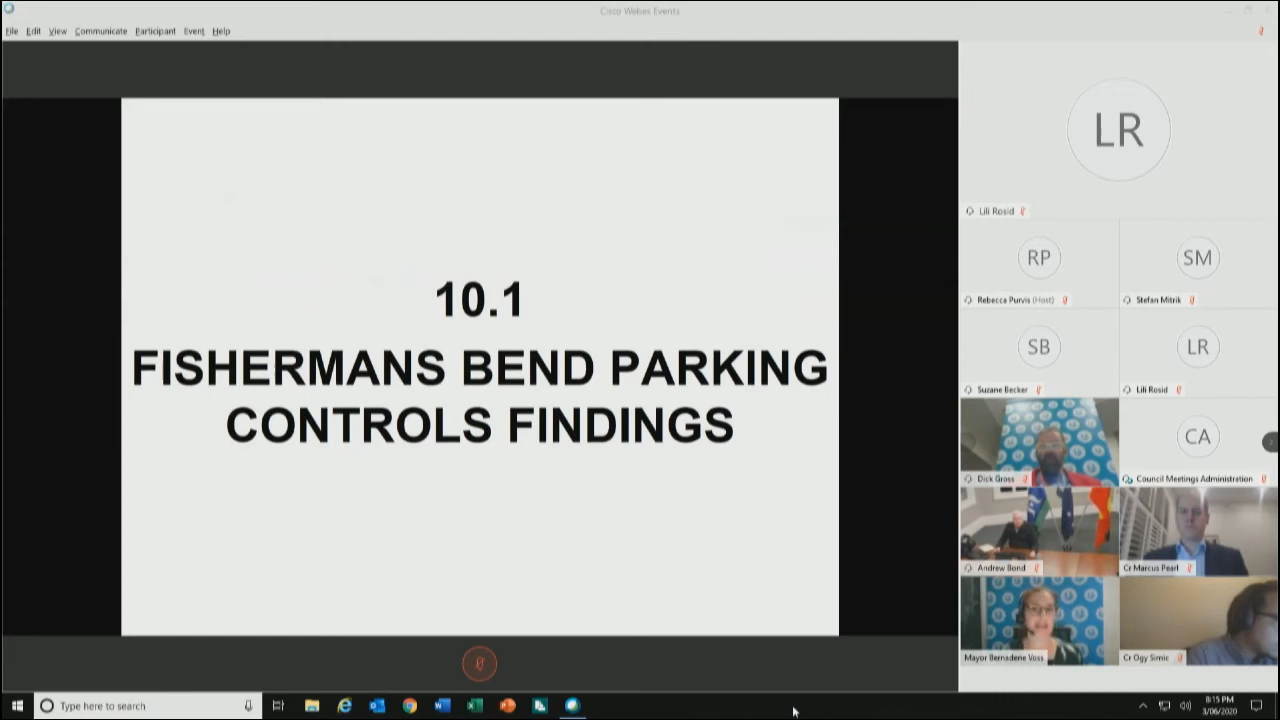 Cisco Webex Events
File Edit View Communicate Participant Event Help
LR
Lili Rosid
RP
SM
Rebecca Purvis (Host)
Stefan Mitrik
SB
LR
Suzane Becker
Lili Rosid
10.1
FISHERMANS BEND PARKING
CONTROLS FINDINGS
CA
Dick Gross
Council Meetings Administration
Andrew Bond
Cr Marcus Pearl
Mayor Bernadene Voss
Cr Ogy Simic
Type here to search
8:15 PM
3/06/2020